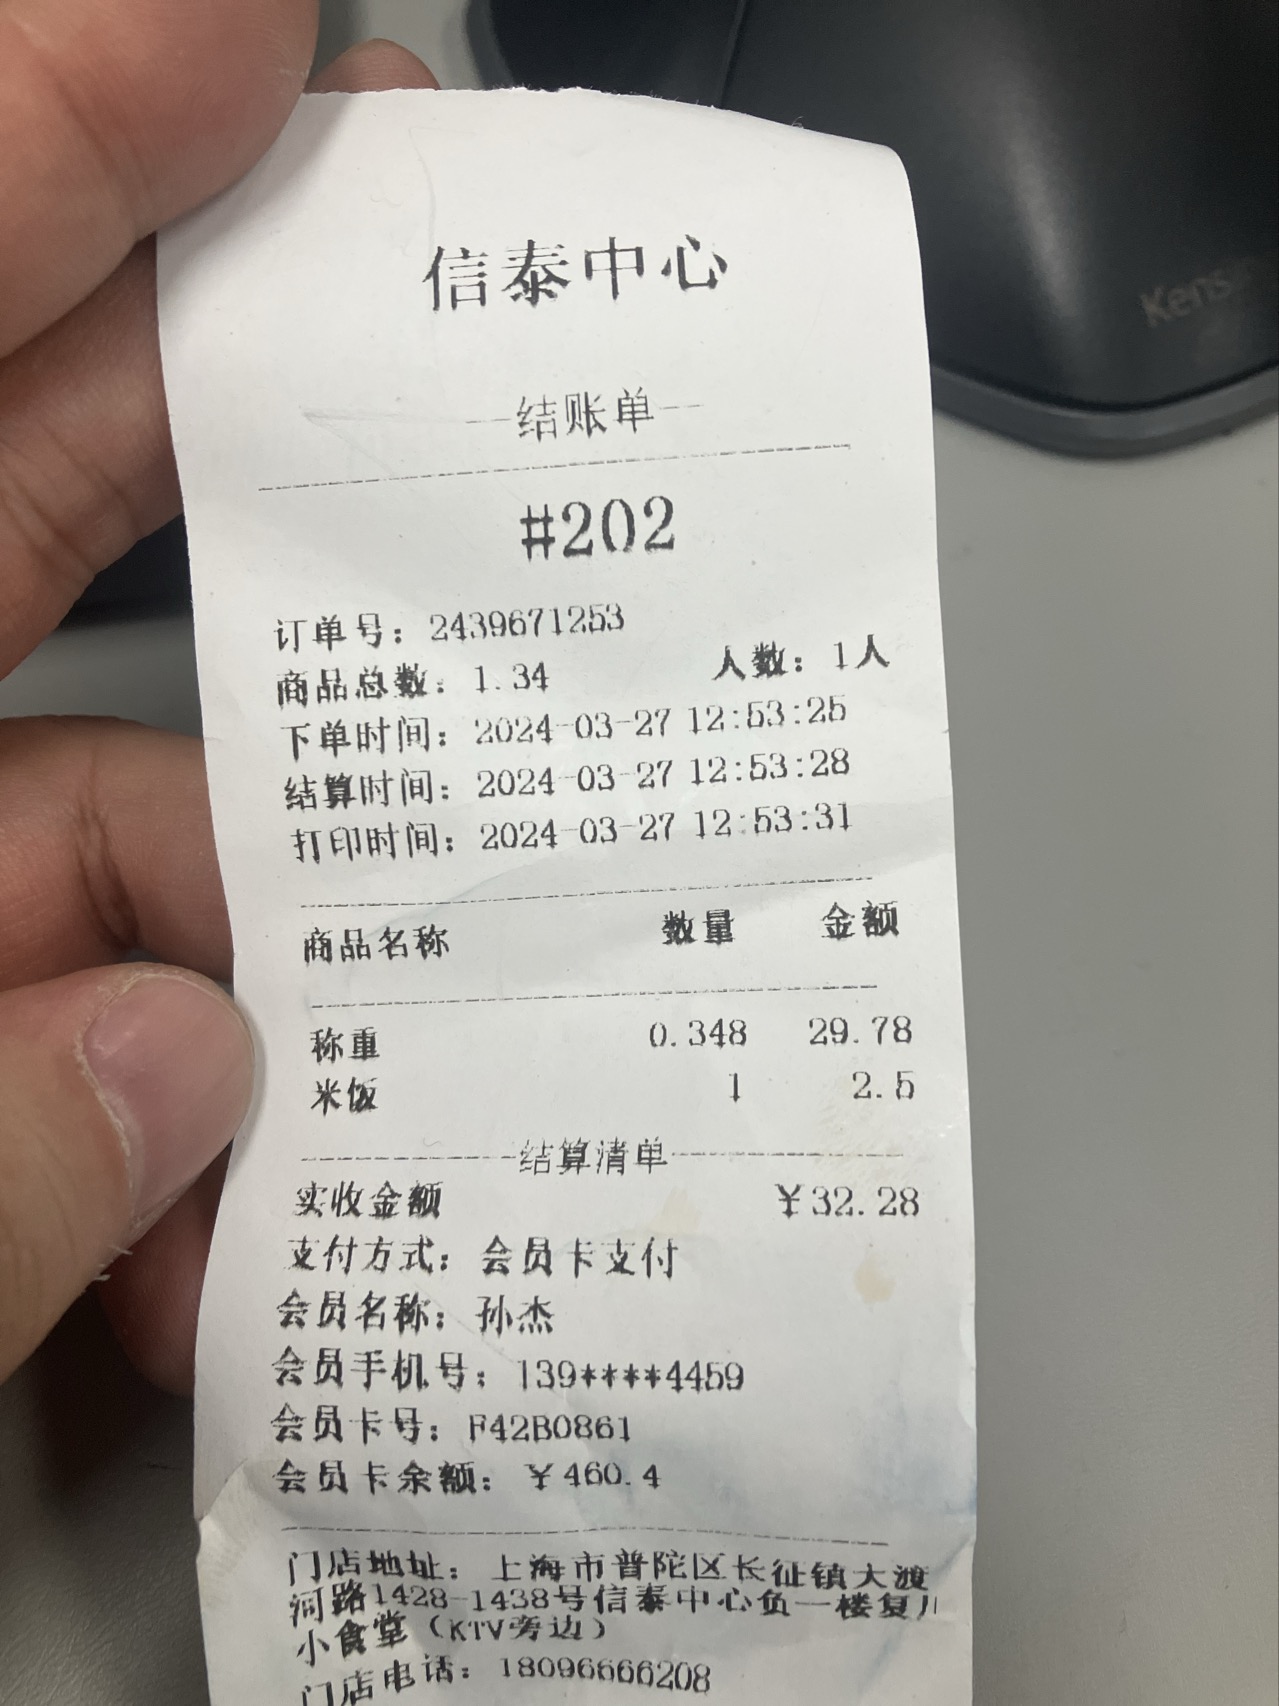 Kens
信泰中心
结账单
#202
订单号：2439671253
商品总数：1.34 人数：1人
下单时间：2024-03-27 12:53:25
结算时间：2024-03-27 12:53:28
打印时间：2024-03-27 12:53:31
商品名称 数量 金额
称重 0.348 29.78
米饭 1 2.5
结算清单
实收金额 ￥32.28
支付方式：会员卡支付
会员名称：孙杰
会员手机号：139****4459
会员卡号：F42B0861
会员卡余额：￥460.4
门店地址：上海市普陀区长征镇大渡
河路1428-1438号信泰中心负一楼复
小食堂（KTV旁边）
门店电话：18096666208